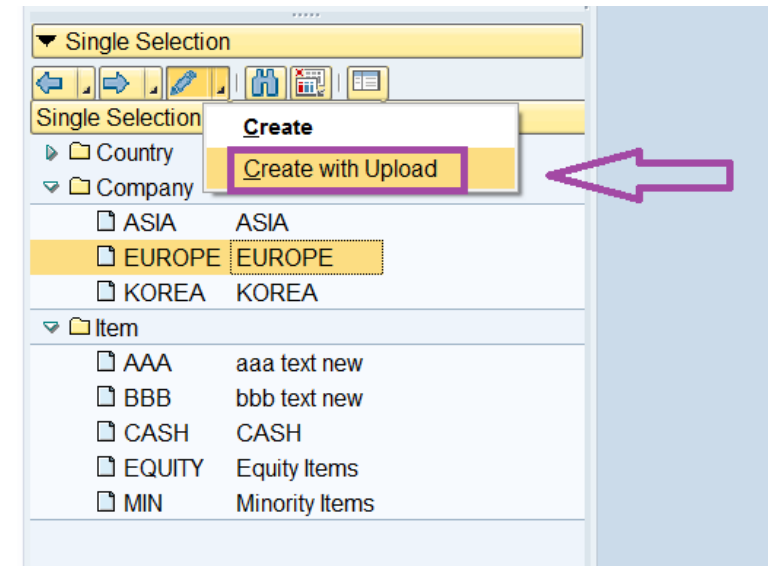 Single Selection
Single Selection
Create
Create with Upload
Country
Company
ASIA ASIA
EUROPE EUROPE
KOREA KOREA
Item
AAA aaa text new
BBB bbb text new
CASH CASH
EQUITY Equity Items
MIN Minority Items